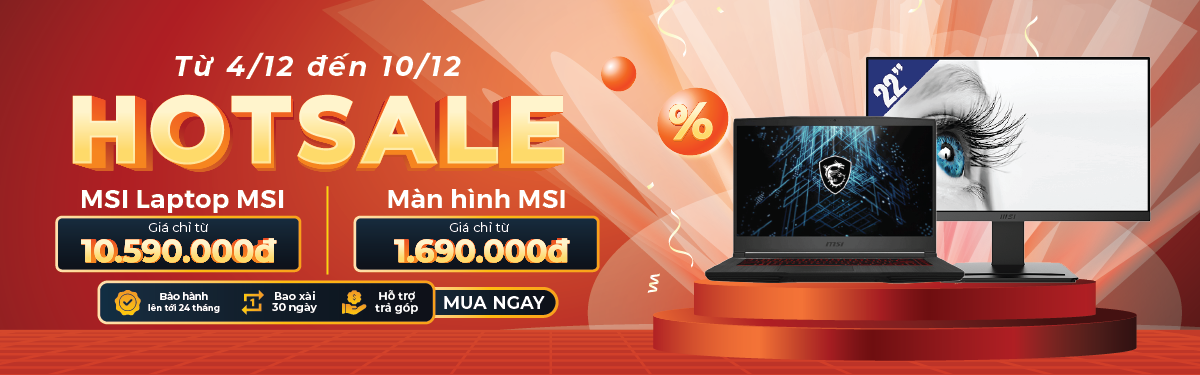 Từ 4/12 đến 10/12
HOTSALE
MSI Laptop MSI
Giá chỉ từ
10.590.000đ
Màn hình MSI
Giá chỉ từ
1.690.000đ
Bảo hành
lên tới 24 tháng
1
Bao xài
30 ngày
Hỗ trợ
trả góp
MUA NGAY
%
22"
msi
msi